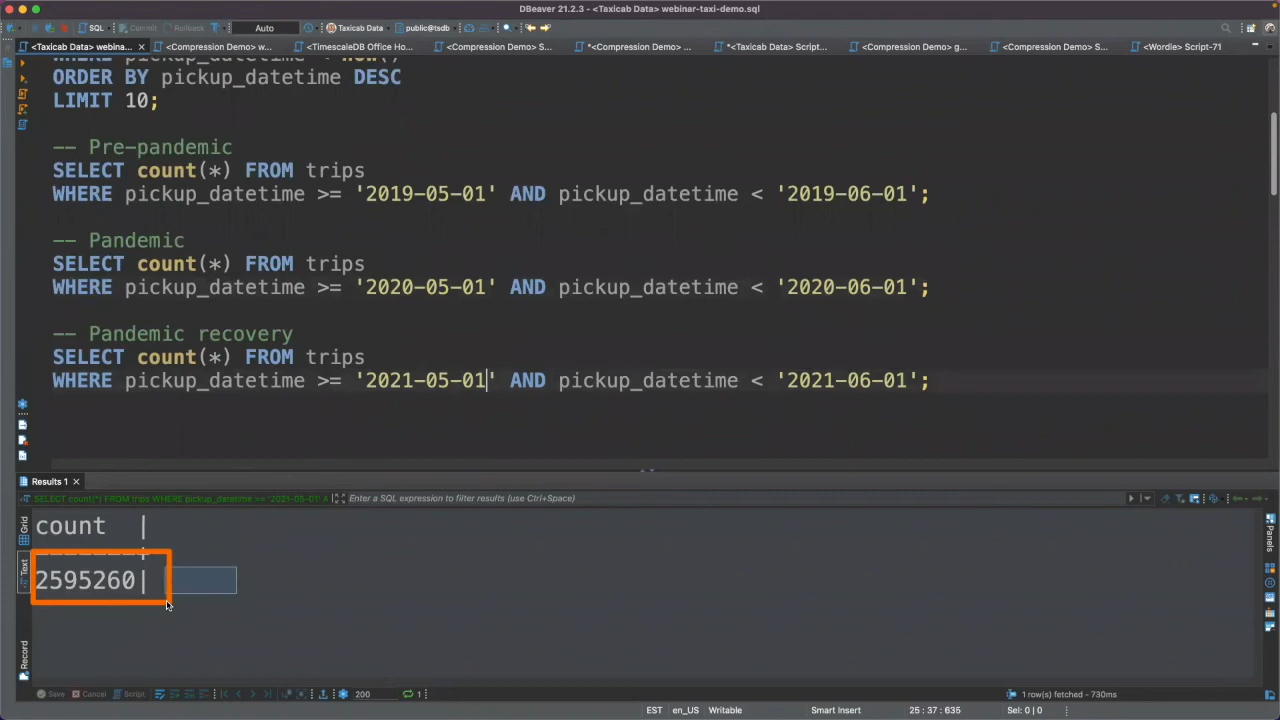 DBeaver 21.2.3 - <Taxicab Data> webinar-taxi-demo.sql
SQL Commit Rollback Auto Taxicab Data public@tsdb
<Taxicab Data> webina... <Compression Demo> w... <TimescaleDB Office Ho... <Compression Demo> S... *<Compression Demo> ... *<Taxicab Data> Script... <Compression Demo> g... <Compression Demo> S... <Wordle> Script-71
WHERE pickup_datetime < now()
ORDER BY pickup_datetime DESC
LIMIT 10;
-- Pre-pandemic
SELECT count(*) FROM trips
WHERE pickup_datetime >= '2019-05-01' AND pickup_datetime < '2019-06-01';
-- Pandemic
SELECT count(*) FROM trips
WHERE pickup_datetime >= '2020-05-01' AND pickup_datetime < '2020-06-01';
-- Pandemic recovery
SELECT count(*) FROM trips
WHERE pickup_datetime >= '2021-05-01' AND pickup_datetime < '2021-06-01';
Results 1
SELECT count(*) FROM trips WHERE pickup_datetime >= '2021-05-01' A Enter a SQL expression to filter results (use Ctrl+Space)
Grid
Text
Record
Panels
count |
-------+
2595260|
Save Cancel Script 200 1 1 row(s) fetched - 730ms
EST en_US Writable Smart Insert 25 : 37 : 635 Sel: 0 | 0